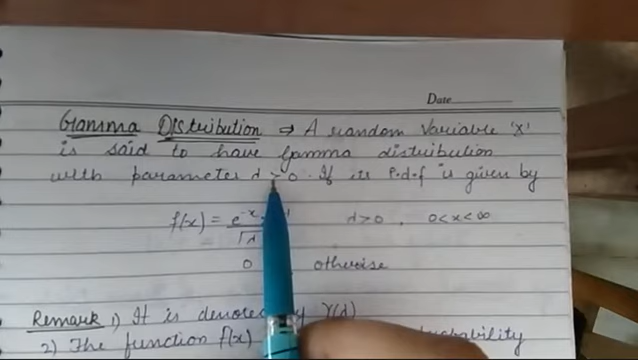 Date
Gamma Distribution ⇒ A random Variable 'X'
is said to have Gamma distribution
with parameter λ > 0. If its P.d.f is given by
f(x) = e^-x / Γλ    λ>0, 0<x<∞
0 otherwise
Remark 1) It is denoted by γ(λ)
2) The function f(x) probability